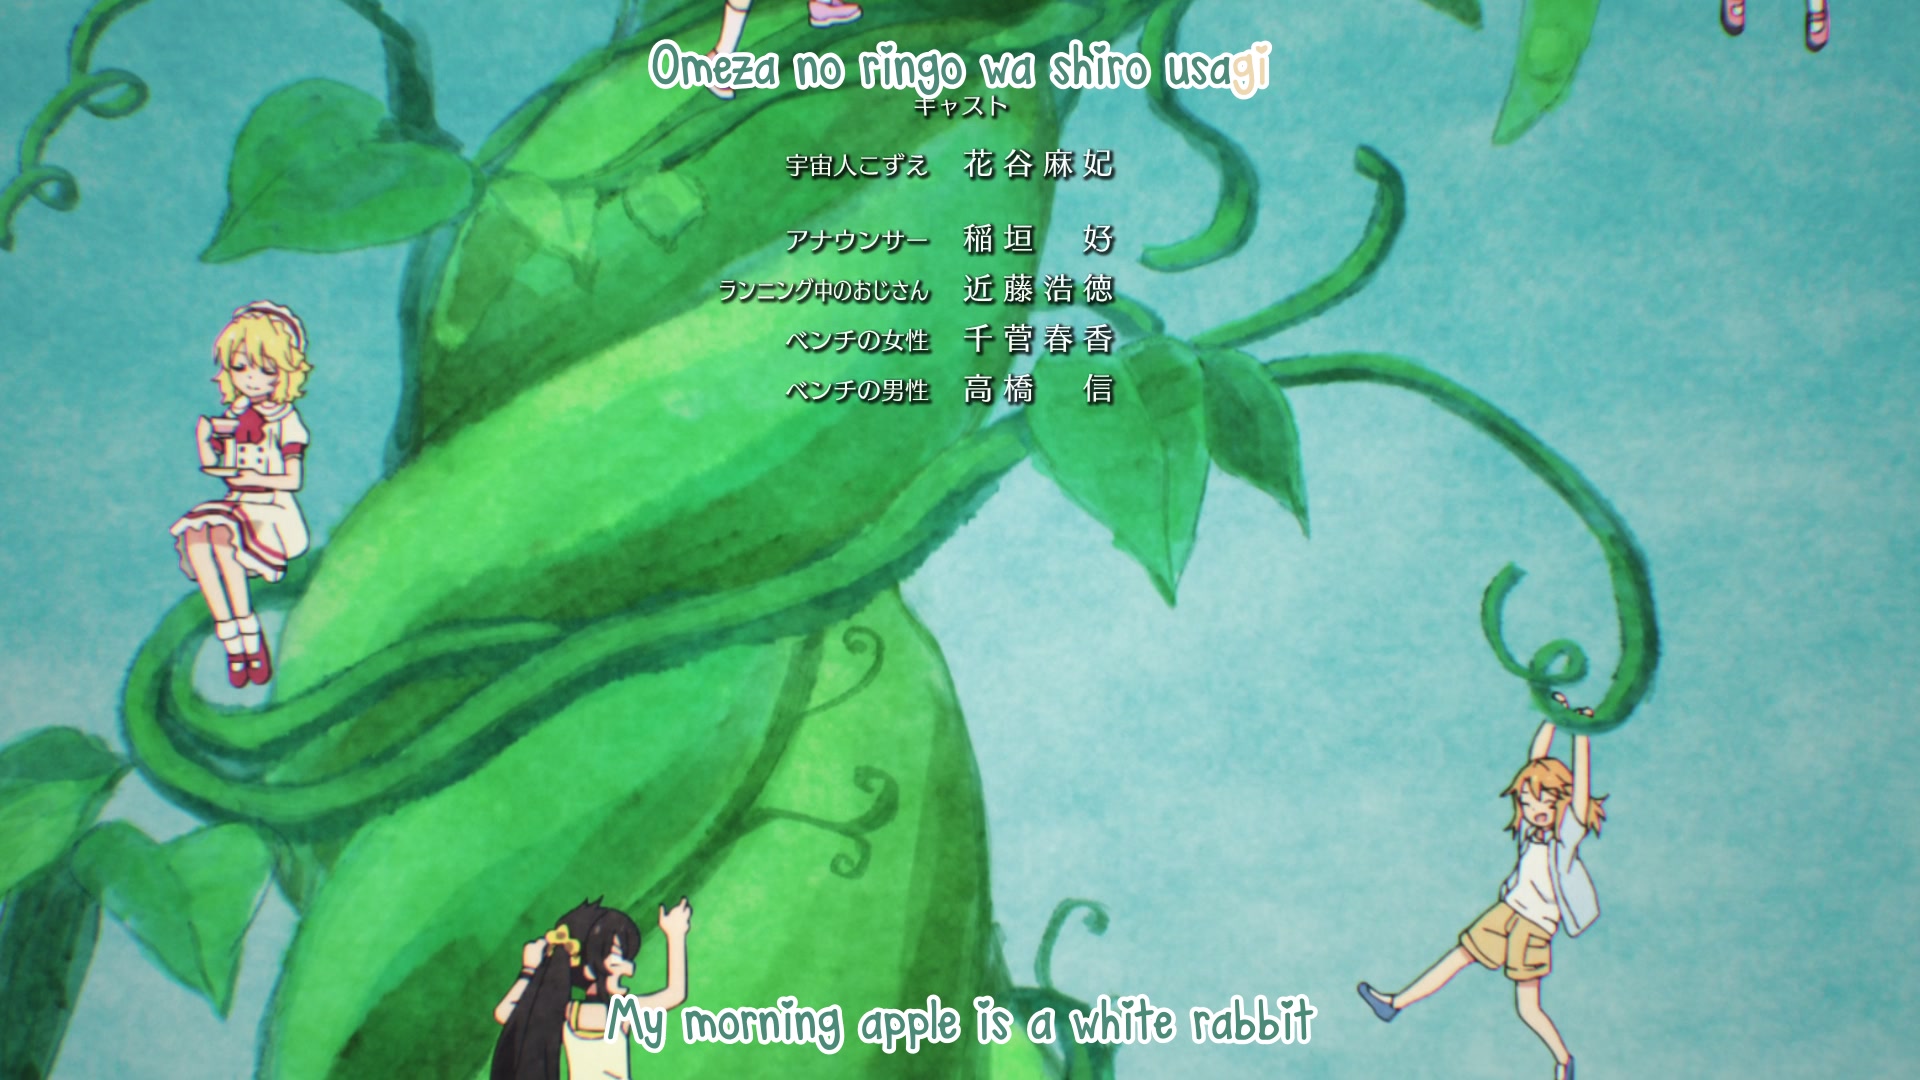 Omeza no ringo wa shiro usagi
キャスト
宇宙人こずえ 花谷麻妃
アナウンサー 稲垣 好
ランニング中のおじさん 近藤浩徳
ベンチの女性 千菅春香
ベンチの男性 高橋 信
My morning apple is a white rabbit